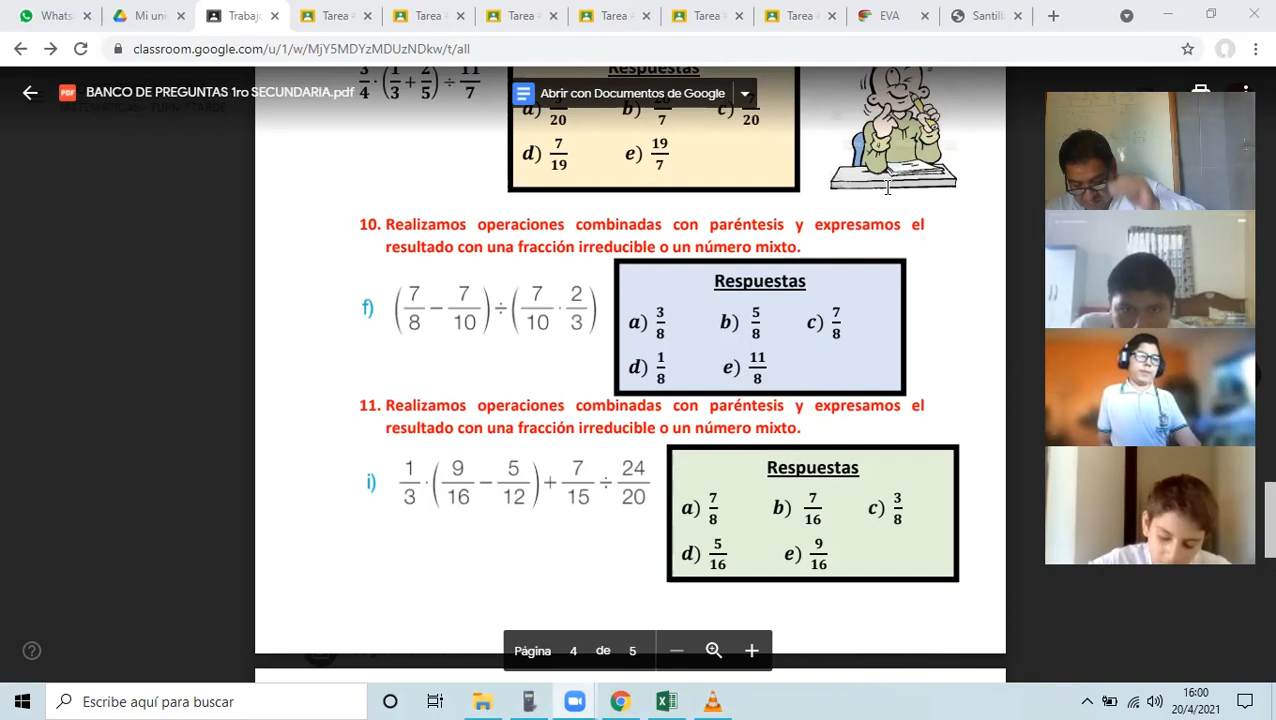 Whats
Mi uni
Trabajo
Tarea
Tarea
Tarea
Tarea
Tarea
Tarea
EVA
Santil
classroom.google.com/u/1/w/MjY5MDYzMDUzNDkw/t/all
PDF BANCO DE PREGUNTAS 1ro SECUNDARIA.pdf
Abrir con Documentos de Google
3/4 · (1/3 + 2/5) ÷ 11/7
Respuestas
a) /20 b) 20/7 c) 7/20
d) 7/19 e) 19/7
10. Realizamos operaciones combinadas con paréntesis y expresamos el
resultado con una fracción irreducible o un número mixto.
f) (7/8 − 7/10) ÷ (7/10 · 2/3)
Respuestas
a) 3/8 b) 5/8 c) 7/8
d) 1/8 e) 11/8
11. Realizamos operaciones combinadas con paréntesis y expresamos el
resultado con una fracción irreducible o un número mixto.
i) 1/3 · (9/16 − 5/12) + 7/15 ÷ 24/20
Respuestas
a) 7/8 b) 7/16 c) 3/8
d) 5/16 e) 9/16
Página 4 de 5
Escribe aquí para buscar
16:00
20/4/2021